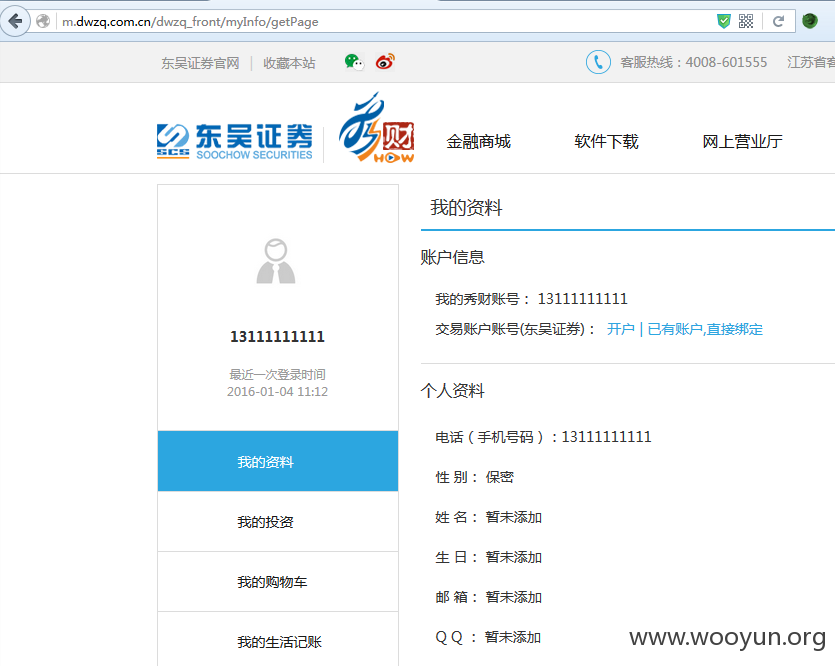 m.dwzq.com.cn/dwzq_front/myInfo/getPage
东吴证券官网 | 收藏本站
客服热线：4008-601555 江苏省客
SCS 东吴证券 SOOCHOW SECURITIES
秀财HOW
金融商城 软件下载 网上营业厅
13111111111
最近一次登录时间
2016-01-04 11:12
我的资料
我的投资
我的购物车
我的生活记账
我的资料
账户信息
我的秀财账号： 13111111111
交易账户账号(东吴证券)： 开户 | 已有账户,直接绑定
个人资料
电话（手机号码）：13111111111
性 别： 保密
姓 名： 暂未添加
生 日： 暂未添加
邮 箱： 暂未添加
Q Q ： 暂未添加
www.wooyun.org